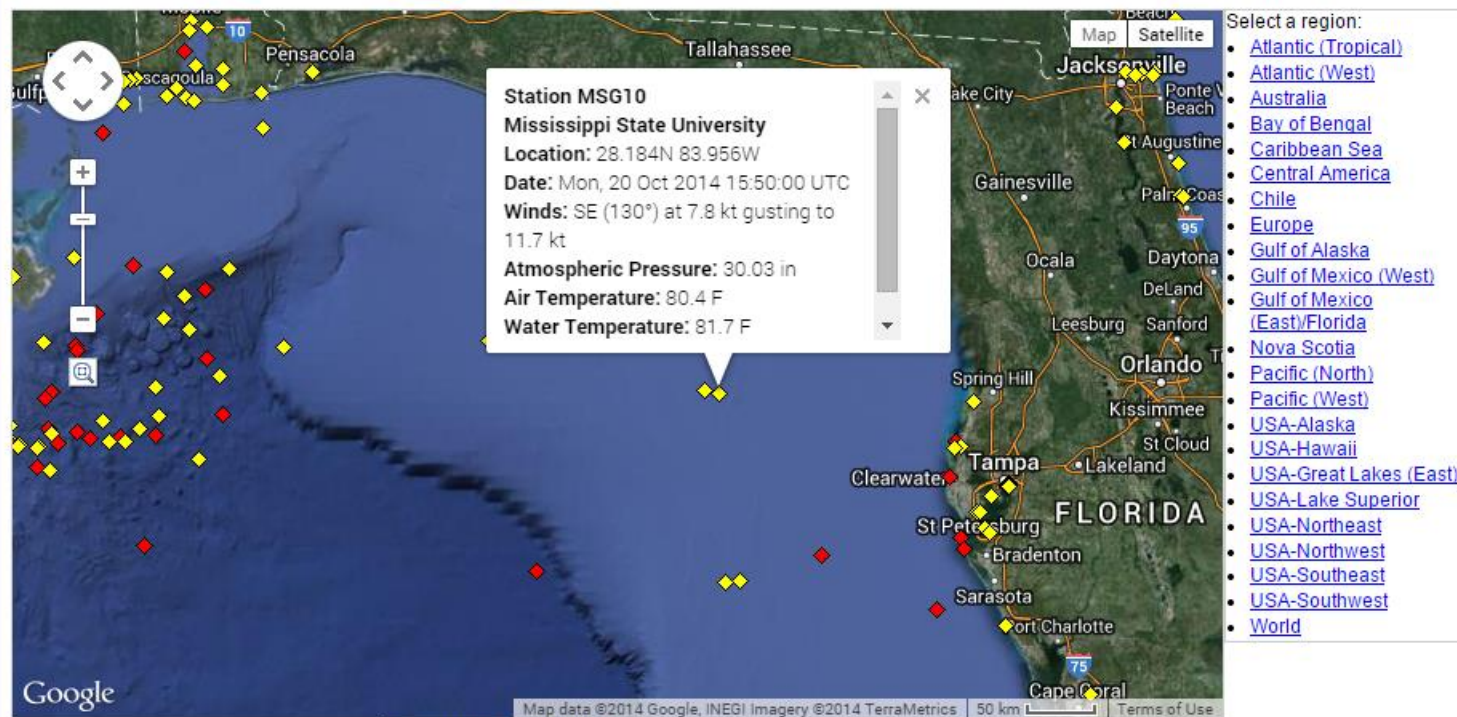 10
Pensacola
Tallahassee
Map
Satellite
Beach
Jacksonville
Ponte V
Beach
Lake City
St Augustine
Palm Coas
95
Gainesville
Ocala
Daytona
DeLand
Leesburg
Sanford
Orlando
Spring Hill
Kissimmee
St Cloud
Tampa
Lakeland
Clearwater
FLORIDA
St Petersburg
Bradenton
Sarasota
Port Charlotte
75
Cape Coral
Station MSG10
Mississippi State University
Location: 28.184N 83.956W
Date: Mon, 20 Oct 2014 15:50:00 UTC
Winds: SE (130°) at 7.8 kt gusting to
11.7 kt
Atmospheric Pressure: 30.03 in
Air Temperature: 80.4 F
Water Temperature: 81.7 F
Google
Map data ©2014 Google, INEGI Imagery ©2014 TerraMetrics
50 km
Terms of Use
Select a region:
Atlantic (Tropical)
Atlantic (West)
Australia
Bay of Bengal
Caribbean Sea
Central America
Chile
Europe
Gulf of Alaska
Gulf of Mexico (West)
Gulf of Mexico
(East)/Florida
Nova Scotia
Pacific (North)
Pacific (West)
USA-Alaska
USA-Hawaii
USA-Great Lakes (East)
USA-Lake Superior
USA-Northeast
USA-Northwest
USA-Southeast
USA-Southwest
World